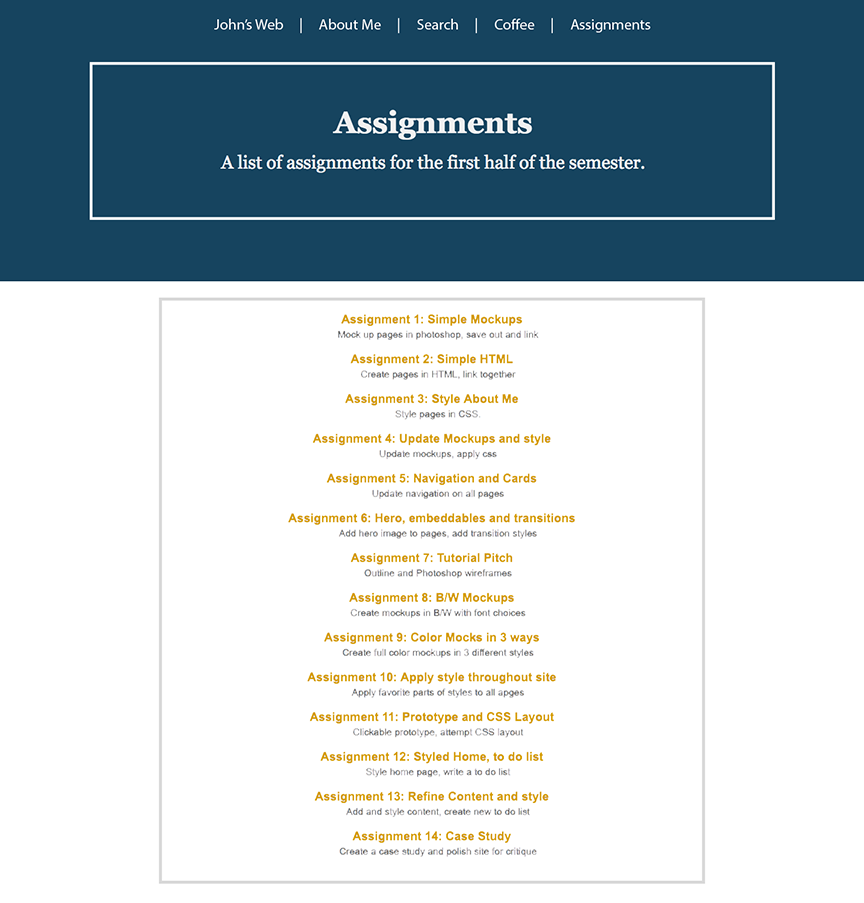 John's Web | About Me | Search | Coffee | Assignments
Assignments
A list of assignments for the first half of the semester.
Assignment 1: Simple Mockups
Mock up pages in photoshop, save out and link
Assignment 2: Simple HTML
Create pages in HTML, link together
Assignment 3: Style About Me
Style pages in CSS.
Assignment 4: Update Mockups and style
Update mockups, apply css
Assignment 5: Navigation and Cards
Update navigation on all pages
Assignment 6: Hero, embeddables and transitions
Add hero image to pages, add transition styles
Assignment 7: Tutorial Pitch
Outline and Photoshop wireframes
Assignment 8: B/W Mockups
Create mockups in B/W with font choices
Assignment 9: Color Mocks in 3 ways
Create full color mockups in 3 different styles
Assignment 10: Apply style throughout site
Apply favorite parts of styles to all apges
Assignment 11: Prototype and CSS Layout
Clickable prototype, attempt CSS layout
Assignment 12: Styled Home, to do list
Style home page, write a to do list
Assignment 13: Refine Content and style
Add and style content, create new to do list
Assignment 14: Case Study
Create a case study and polish site for critique